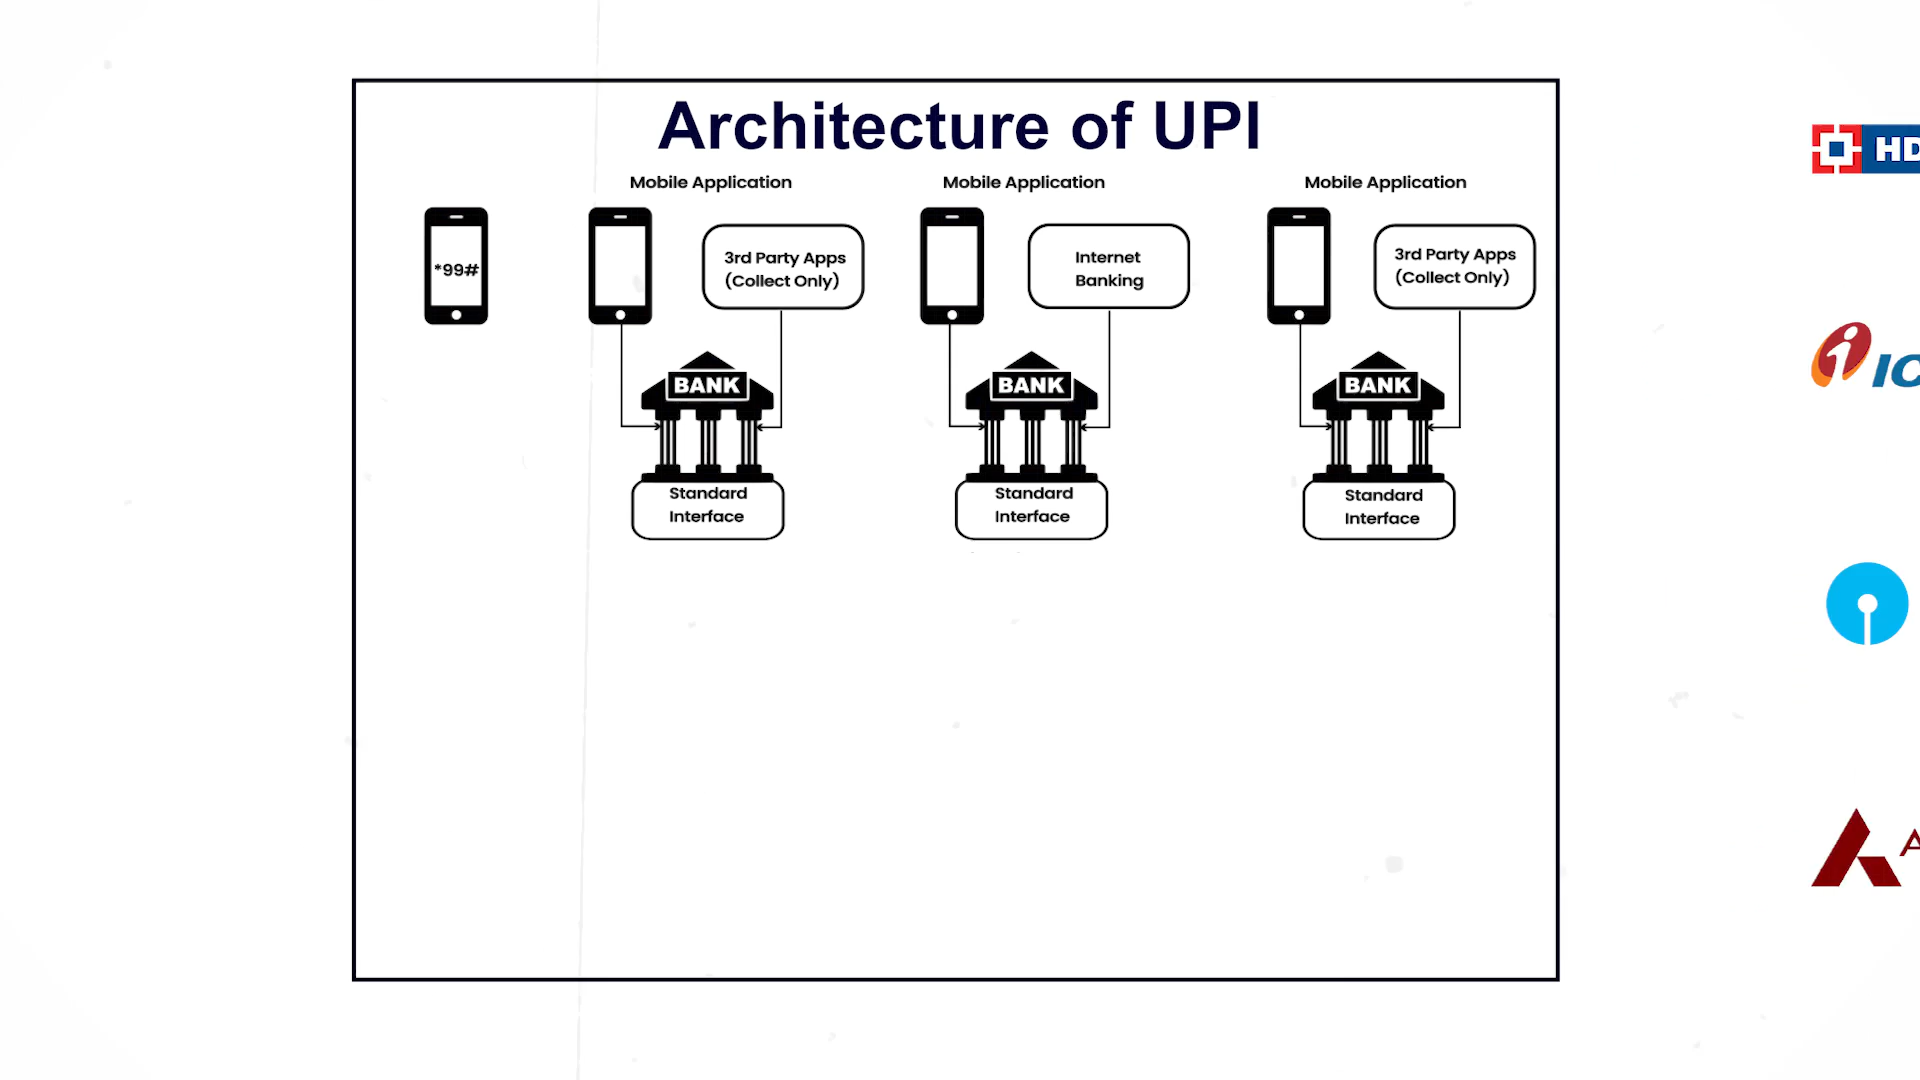 Architecture of UPI
Mobile Application
Mobile Application
Mobile Application
*99#
3rd Party Apps
(Collect Only)
Internet
Banking
3rd Party Apps
(Collect Only)
BANK
BANK
BANK
Standard
Interface
Standard
Interface
Standard
Interface
HD
IC
A